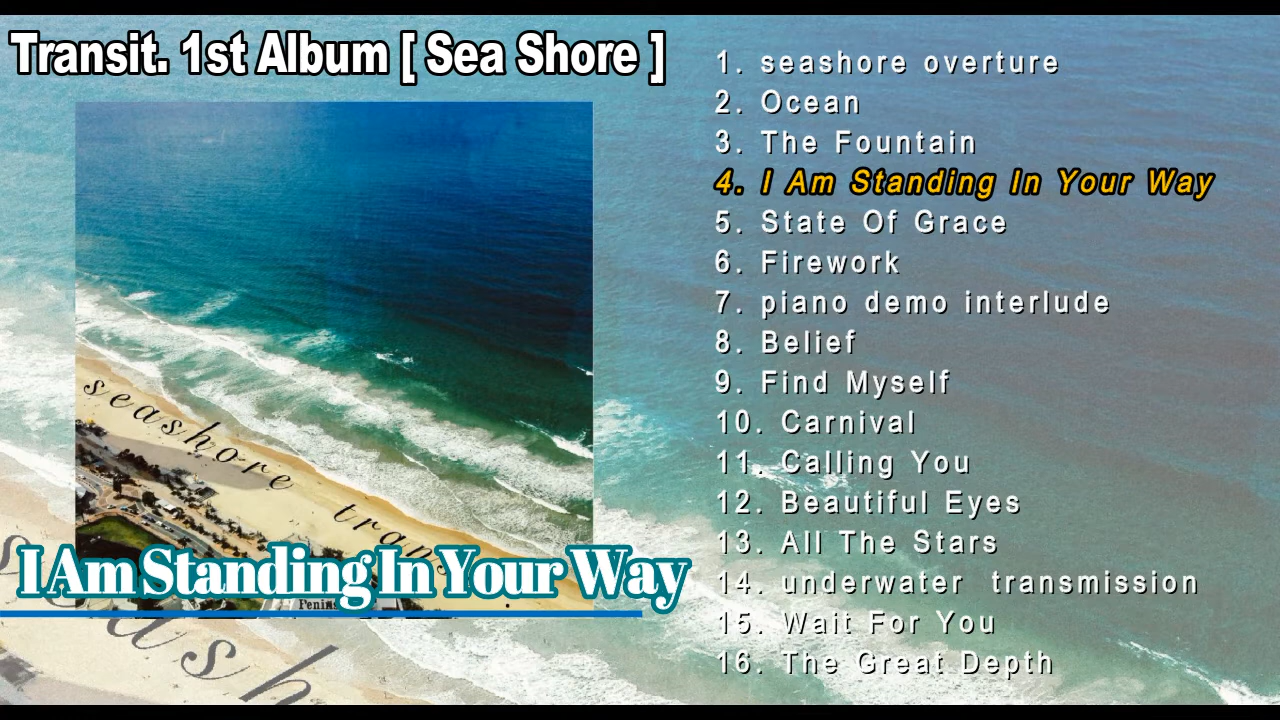 Transit. 1st Album [ Sea Shore ]
1. seashore overture
2. Ocean
3. The Fountain
4. I Am Standing In Your Way
5. State Of Grace
6. Firework
7. piano demo interlude
8. Belief
9. Find Myself
10. Carnival
11. Calling You
12. Beautiful Eyes
13. All The Stars
14. underwater transmission
15. Wait For You
16. The Great Depth
seashore trans
I Am Standing In Your Way